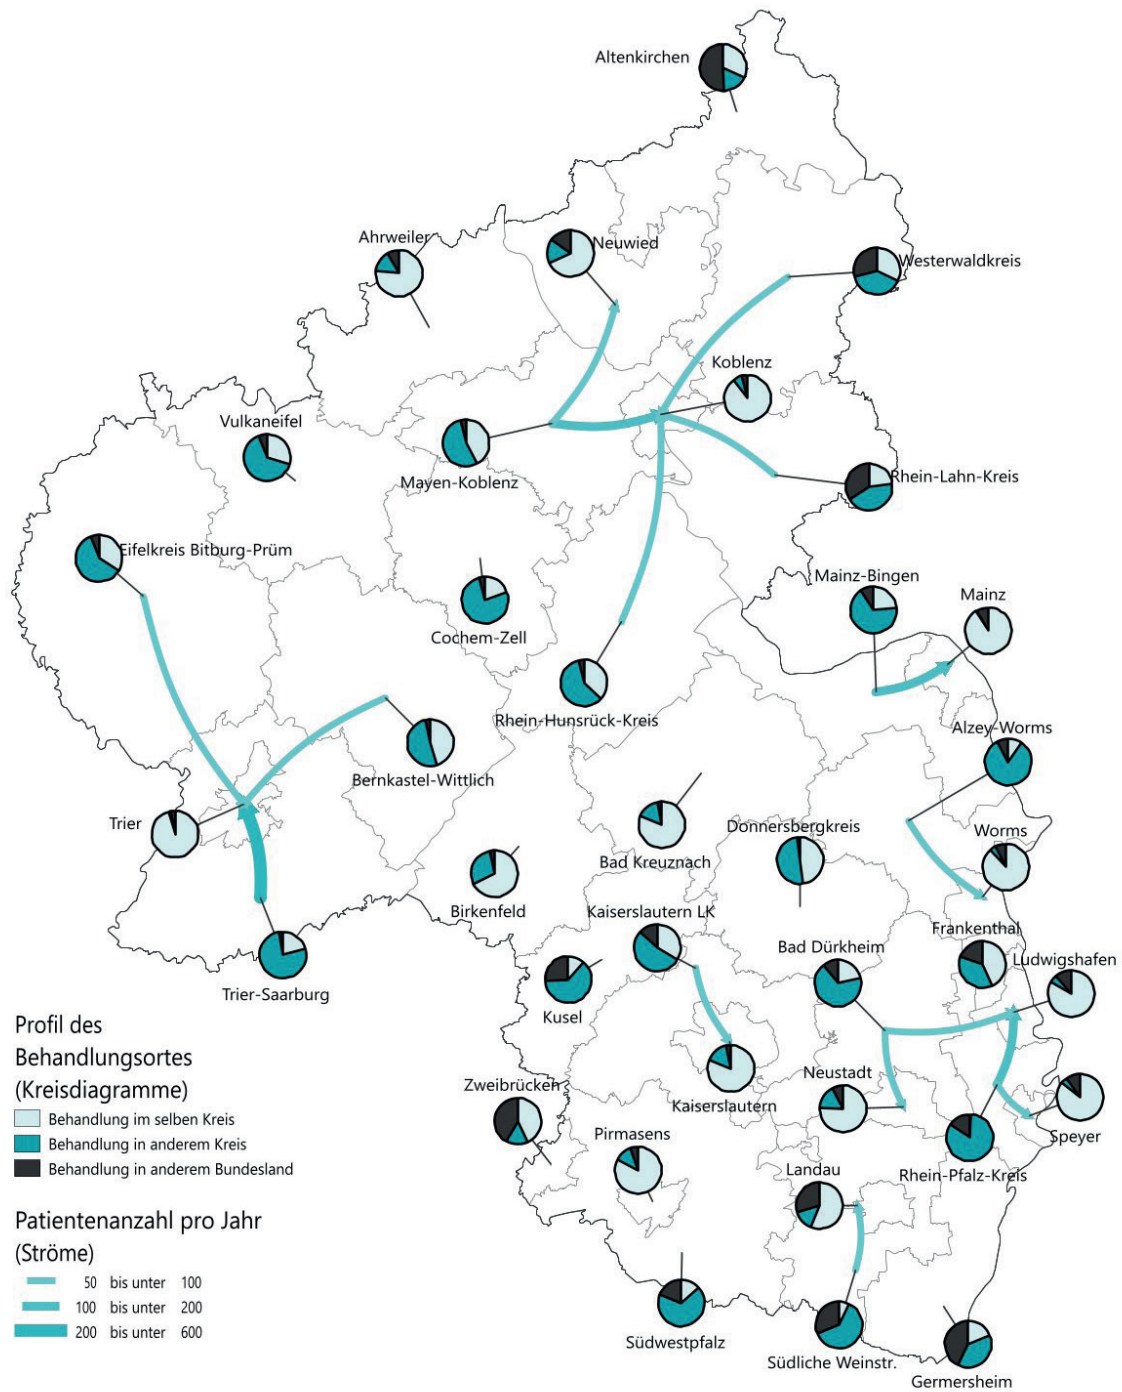 Altenkirchen
Ahrweiler
Neuwied
Westerwaldkreis
Koblenz
Vulkaneifel
Mayen-Koblenz
Rhein-Lahn-Kreis
Eifelkreis Bitburg-Prüm
Mainz-Bingen
Mainz
Cochem-Zell
Rhein-Hunsrück-Kreis
Alzey-Worms
Bernkastel-Wittlich
Trier
Donnersbergkreis
Worms
Bad Kreuznach
Birkenfeld
Kaiserslautern LK
Frankenthal
Bad Dürkheim
Ludwigshafen
Trier-Saarburg
Kusel
Profil des
Behandlungsortes
(Kreisdiagramme)
Behandlung im selben Kreis
Behandlung in anderem Kreis
Behandlung in anderem Bundesland
Zweibrücken
Neustadt
Kaiserslautern
Pirmasens
Speyer
Landau
Rhein-Pfalz-Kreis
Patientenanzahl pro Jahr
(Ströme)
50 bis unter 100
100 bis unter 200
200 bis unter 600
Südwestpfalz
Südliche Weinstr.
Germersheim